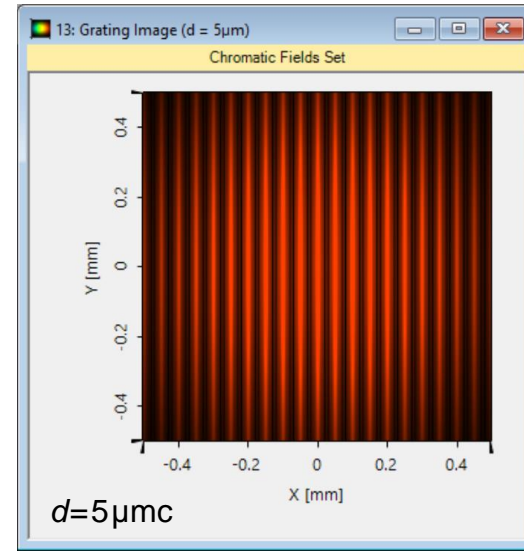 13: Grating Image (d = 5µm)
Chromatic Fields Set
0.4
0.2
0
-0.2
-0.4
Y [mm]
-0.4 -0.2 0 0.2 0.4
X [mm]
d=5µmc